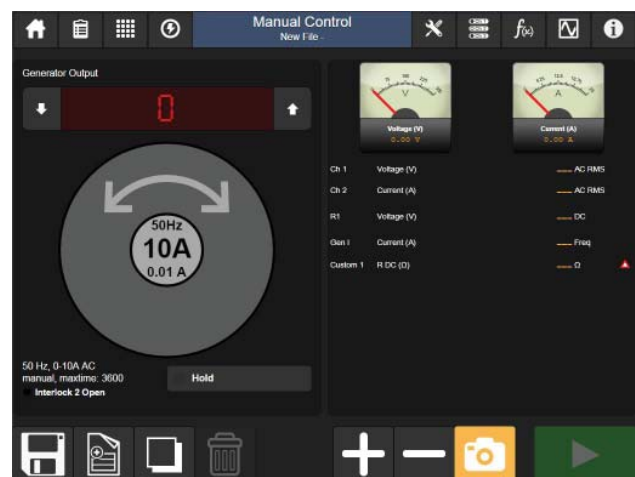 Manual Control
New File -
f(x)
Generator Output
0
50Hz
10A
0.01 A
50 Hz, 0-10A AC
manual, maxtime: 3600
Interlock 2 Open
Hold
V
Voltage (V)
0.00 V
A
Current (A)
0.00 A
Ch 1 Voltage (V) ---- AC RMS
Ch 2 Current (A) ---- AC RMS
R1 Voltage (V) ---- DC
Gen I Current (A) ---- Freq
Custom 1 R DC (Ω) ---- Ω